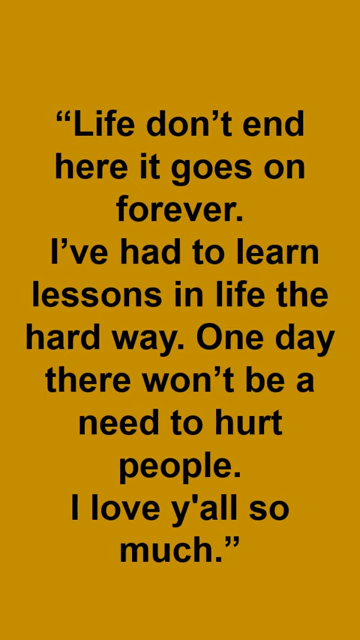 “Life don’t end
here it goes on
forever.
I’ve had to learn
lessons in life the
hard way. One day
there won’t be a
need to hurt
people.
I love y'all so
much.”